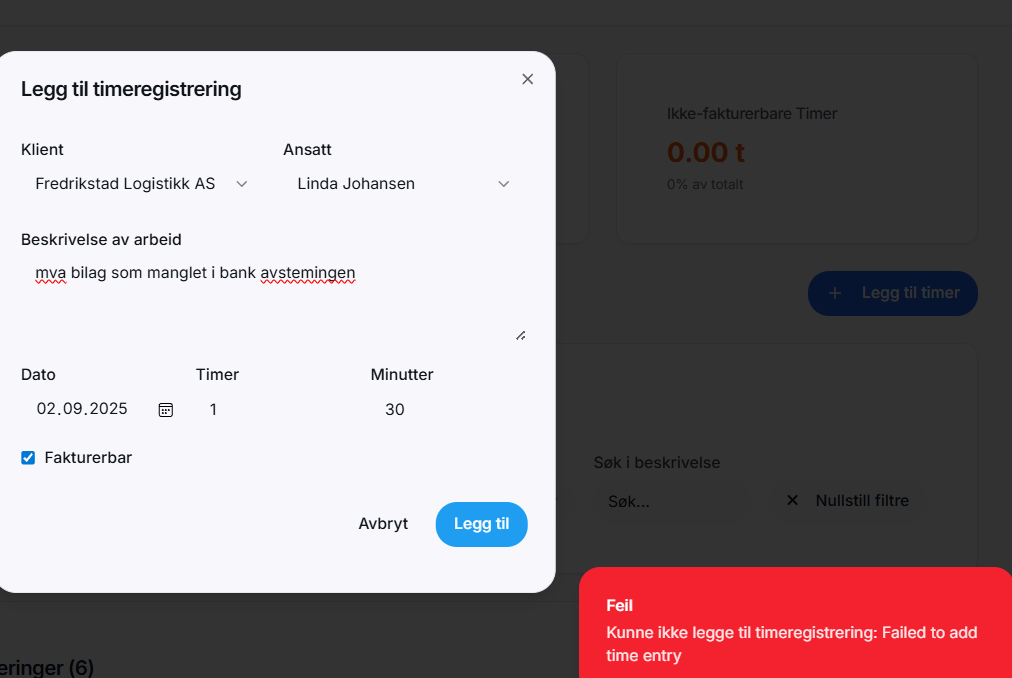 Legg til timeregistrering
Klient
Ansatt
Fredrikstad Logistikk AS
Linda Johansen
Beskrivelse av arbeid
mva bilag som manglet i bank avstemingen
Dato
Timer
Minutter
02.09.2025
1
30
Fakturerbar
Avbryt
Legg til
Ikke-fakturerbare Timer
0.00 t
0% av totalt
+ Legg til timer
Søk i beskrivelse
Søk...
Nullstill filtre
Feil
Kunne ikke legge til timeregistrering: Failed to add
time entry
eringer (6)